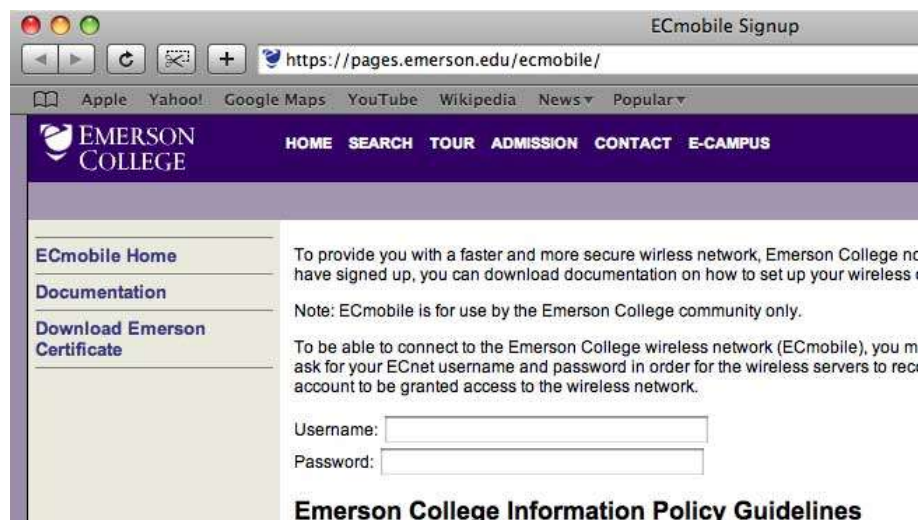 ECmobile Signup
https://pages.emerson.edu/ecmobile/
Apple Yahoo! Google Maps YouTube Wikipedia News Popular
EMERSON
COLLEGE
HOME SEARCH TOUR ADMISSION CONTACT E-CAMPUS
ECmobile Home
Documentation
Download Emerson
Certificate
To provide you with a faster and more secure wirless network, Emerson College
have signed up, you can download documentation on how to set up your wireless
Note: ECmobile is for use by the Emerson College community only.
To be able to connect to the Emerson College wireless network (ECmobile), you
ask for your ECnet username and password in order for the wireless servers to
account to be granted access to the wireless network.
Username:
Password:
Emerson College Information Policy Guidelines